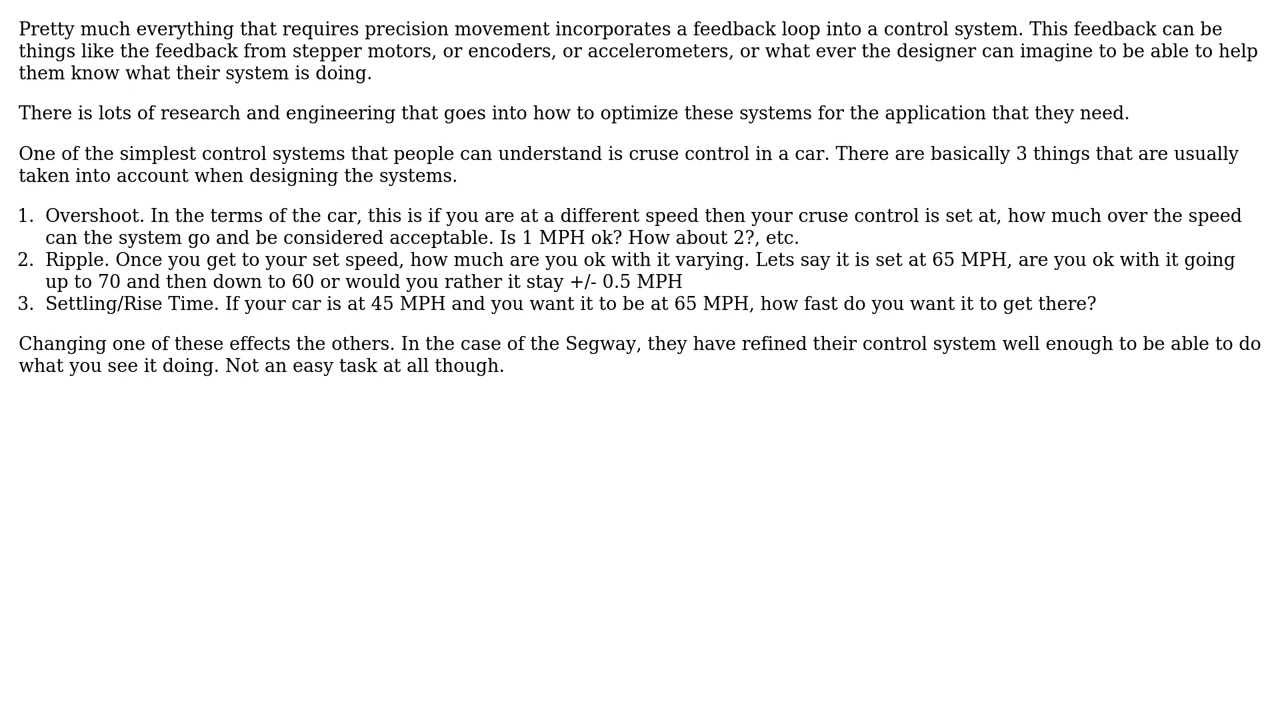 Pretty much everything that requires precision movement incorporates a feedback loop into a control system. This feedback can be
things like the feedback from stepper motors, or encoders, or accelerometers, or what ever the designer can imagine to be able to help
them know what their system is doing.
There is lots of research and engineering that goes into how to optimize these systems for the application that they need.
One of the simplest control systems that people can understand is cruse control in a car. There are basically 3 things that are usually
taken into account when designing the systems.
1. Overshoot. In the terms of the car, this is if you are at a different speed then your cruse control is set at, how much over the speed
can the system go and be considered acceptable. Is 1 MPH ok? How about 2?, etc.
2. Ripple. Once you get to your set speed, how much are you ok with it varying. Lets say it is set at 65 MPH, are you ok with it going
up to 70 and then down to 60 or would you rather it stay +/- 0.5 MPH
3. Settling/Rise Time. If your car is at 45 MPH and you want it to be at 65 MPH, how fast do you want it to get there?
Changing one of these effects the others. In the case of the Segway, they have refined their control system well enough to be able to do
what you see it doing. Not an easy task at all though.